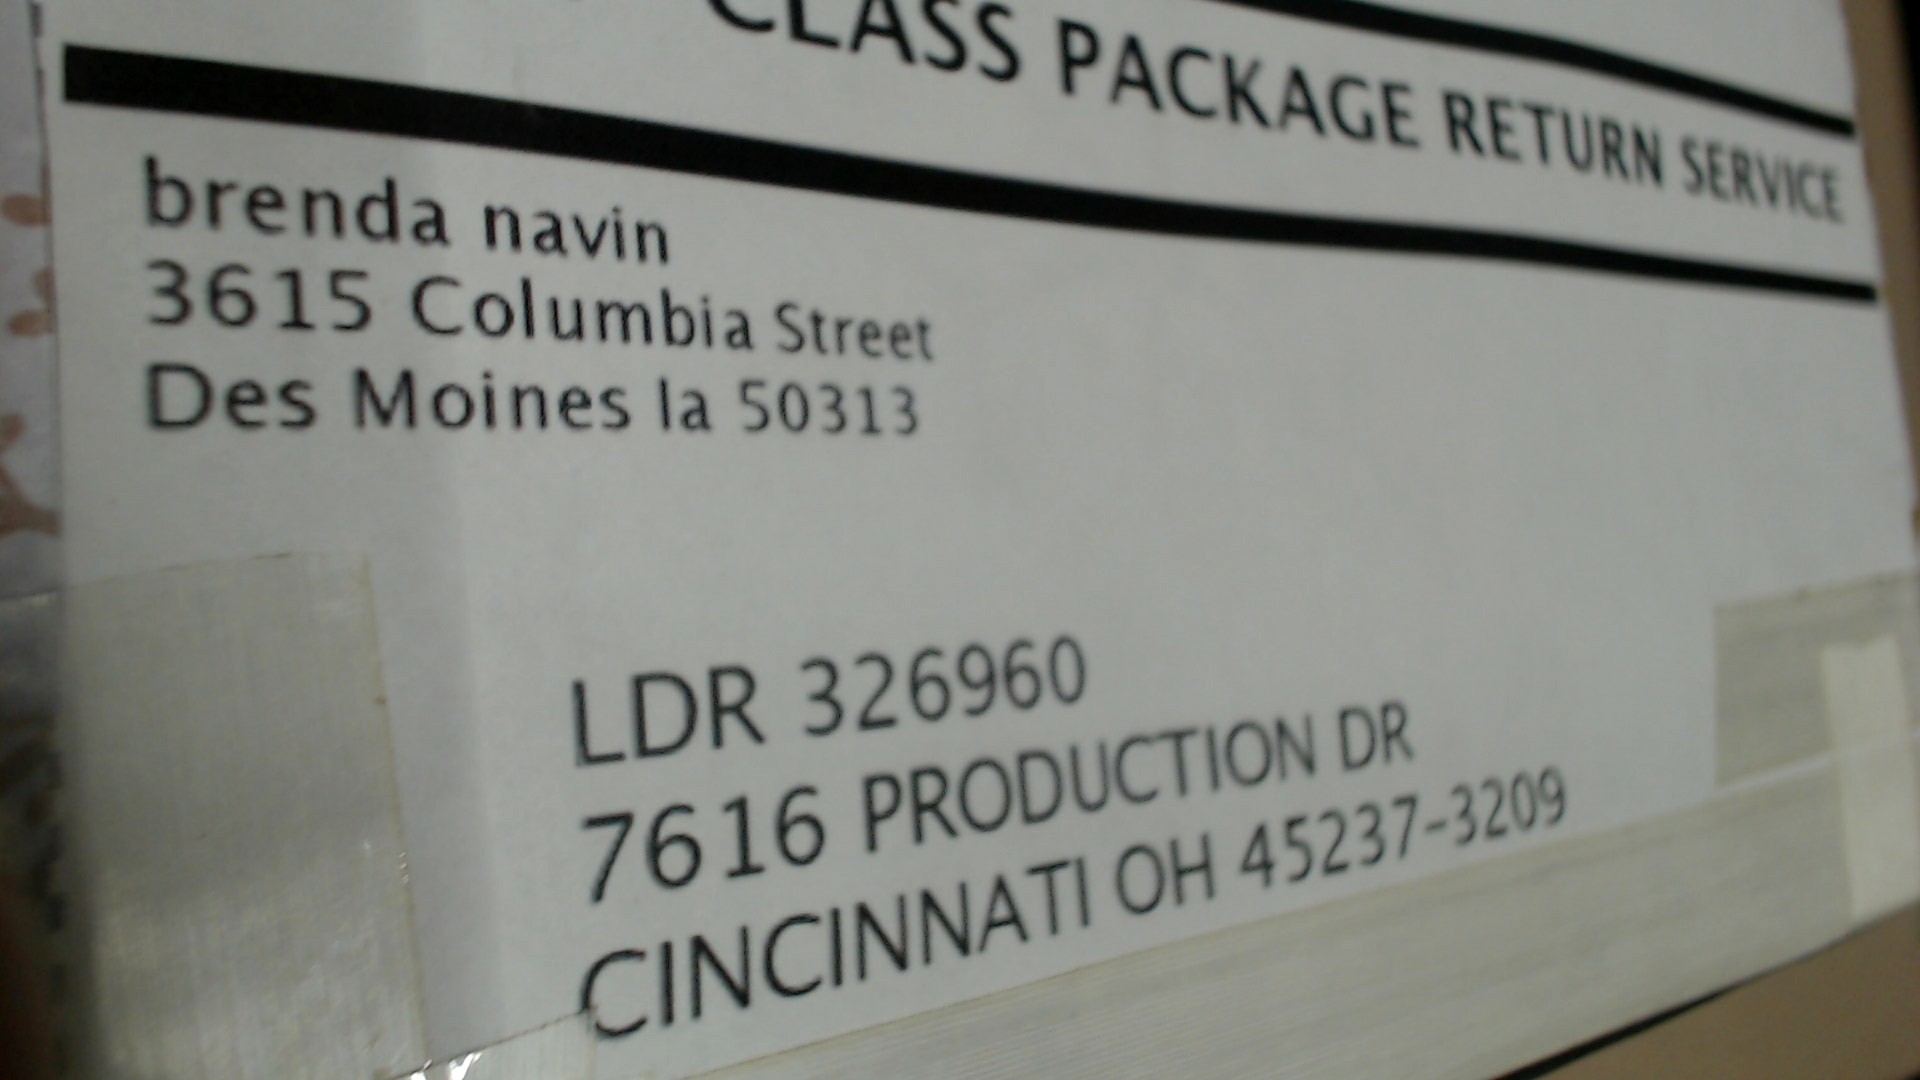 CLASS PACKAGE RETURN SERVICE
brenda navin
3615 Columbia Street
Des Moines Ia 50313
LDR 326960
7616 PRODUCTION DR
CINCINNATI OH 45237-3209